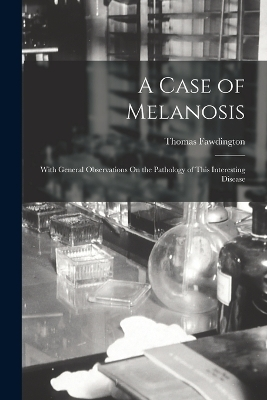 A Case of
Melanosis
Thomas Fawdington
With General Observations On the Pathology of This Interesting
Disease